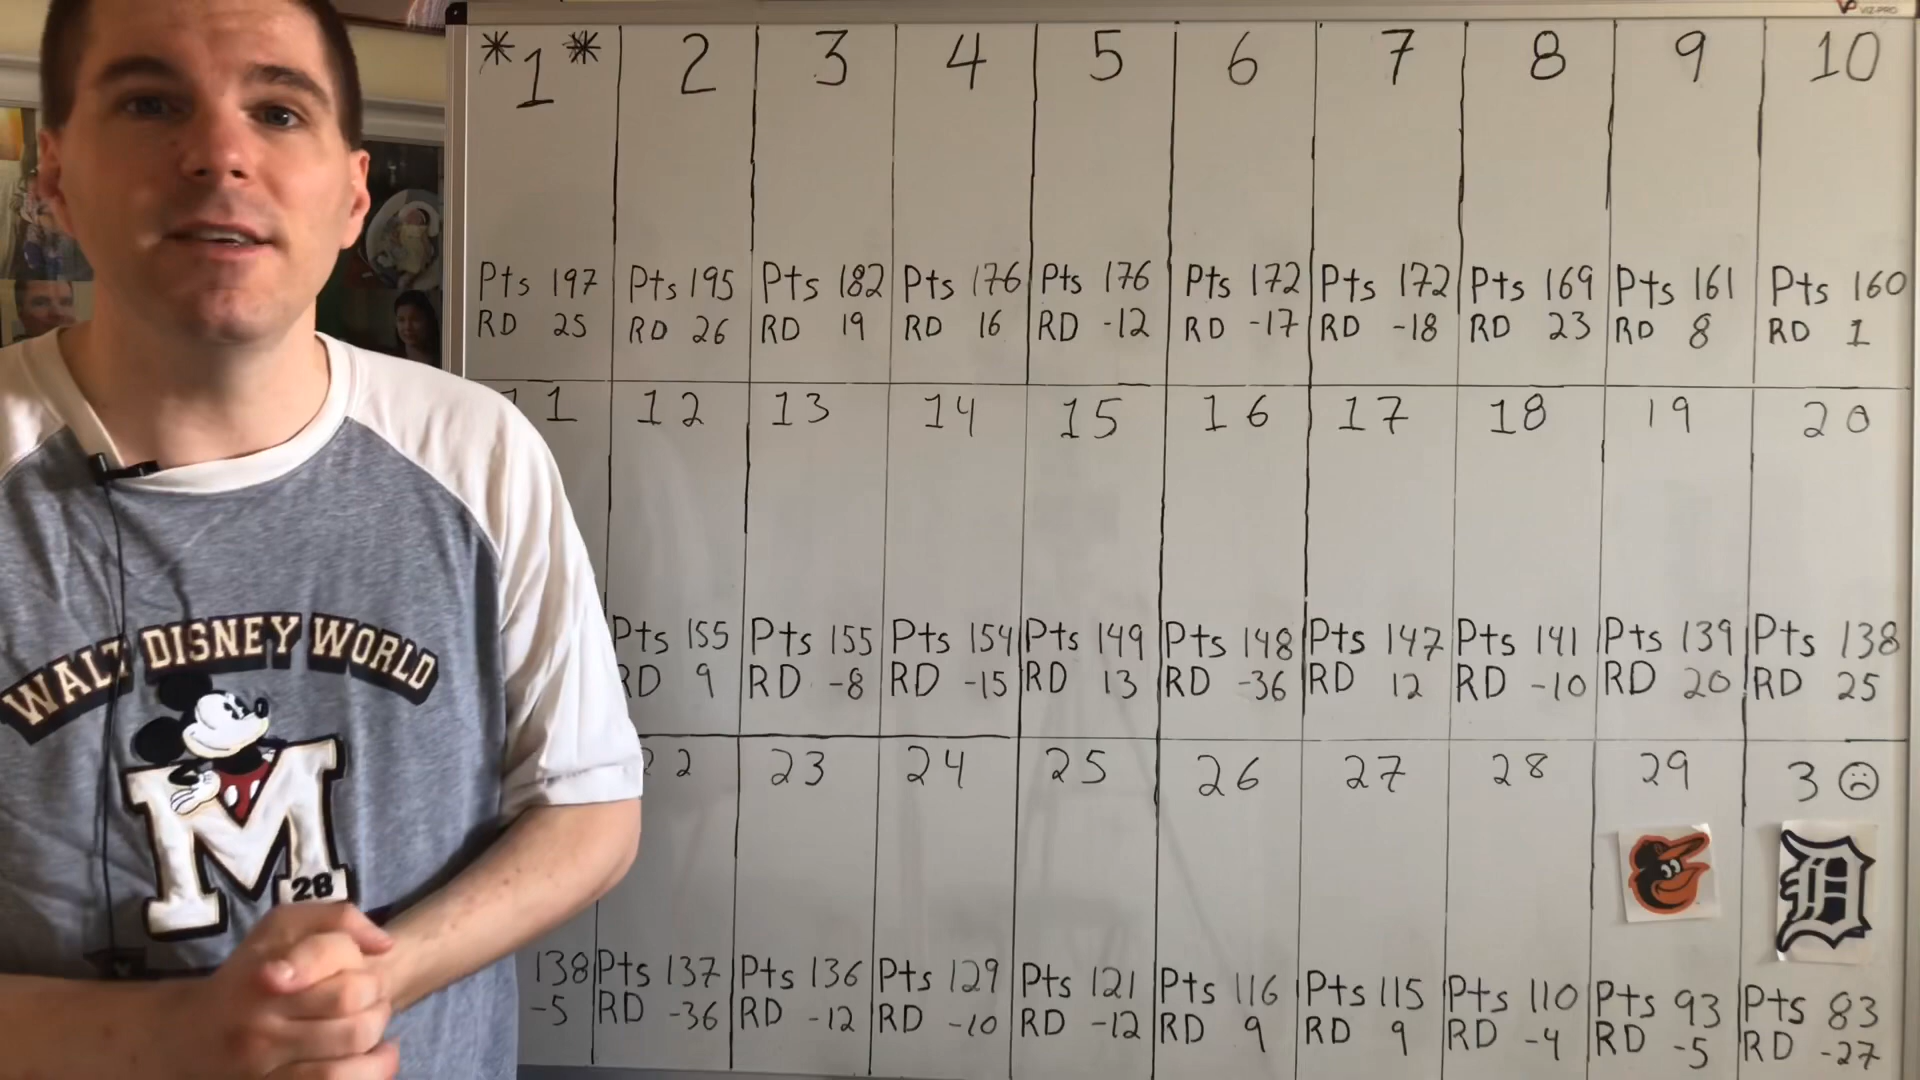 VIZ-PRO
*1* 2 3 4 5 6 7 8 9 10
Pts 197 Pts 195 Pts 182 Pts 176 Pts 176 Pts 172 Pts 172 Pts 169 Pts 161 Pts 160
RD 25 RD 26 RD 19 RD 16 RD -12 RD -17 RD -18 RD 23 RD 8 RD 1
11 12 13 14 15 16 17 18 19 20
Pts 155 Pts 155 Pts 154 Pts 149 Pts 148 Pts 147 Pts 141 Pts 139 Pts 138
RD 9 RD -8 RD -15 RD 13 RD -36 RD 12 RD -10 RD 20 RD 25
22 23 24 25 26 27 28 29 3
138 Pts 137 Pts 136 Pts 129 Pts 121 Pts 116 Pts 115 Pts 110 Pts 93 Pts 83
-5 RD -36 RD -12 RD -10 RD -12 RD 9 RD 9 RD -4 RD -5 RD -27
D
WALT DISNEY WORLD
M
28